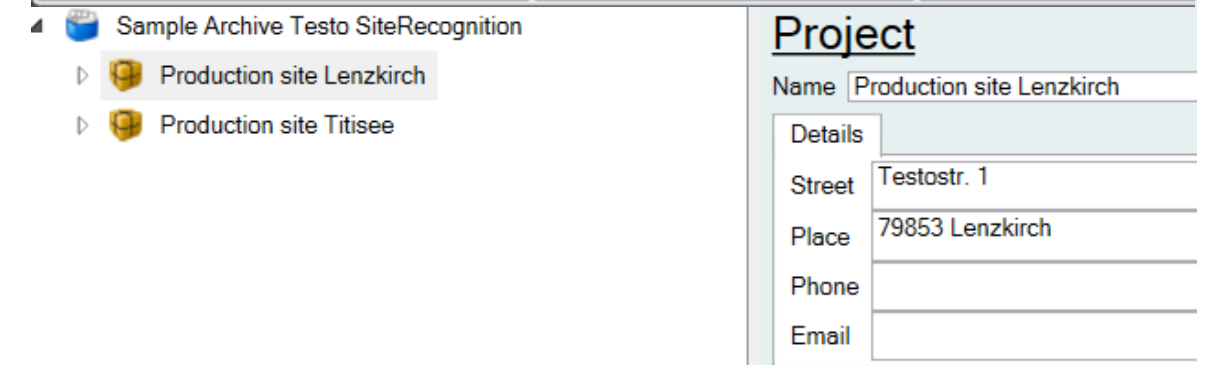 Sample Archive Testo SiteRecognition
Production site Lenzkirch
Production site Titisee
Project
Name Production site Lenzkirch
Details
Street Testostr. 1
Place 79853 Lenzkirch
Phone
Email